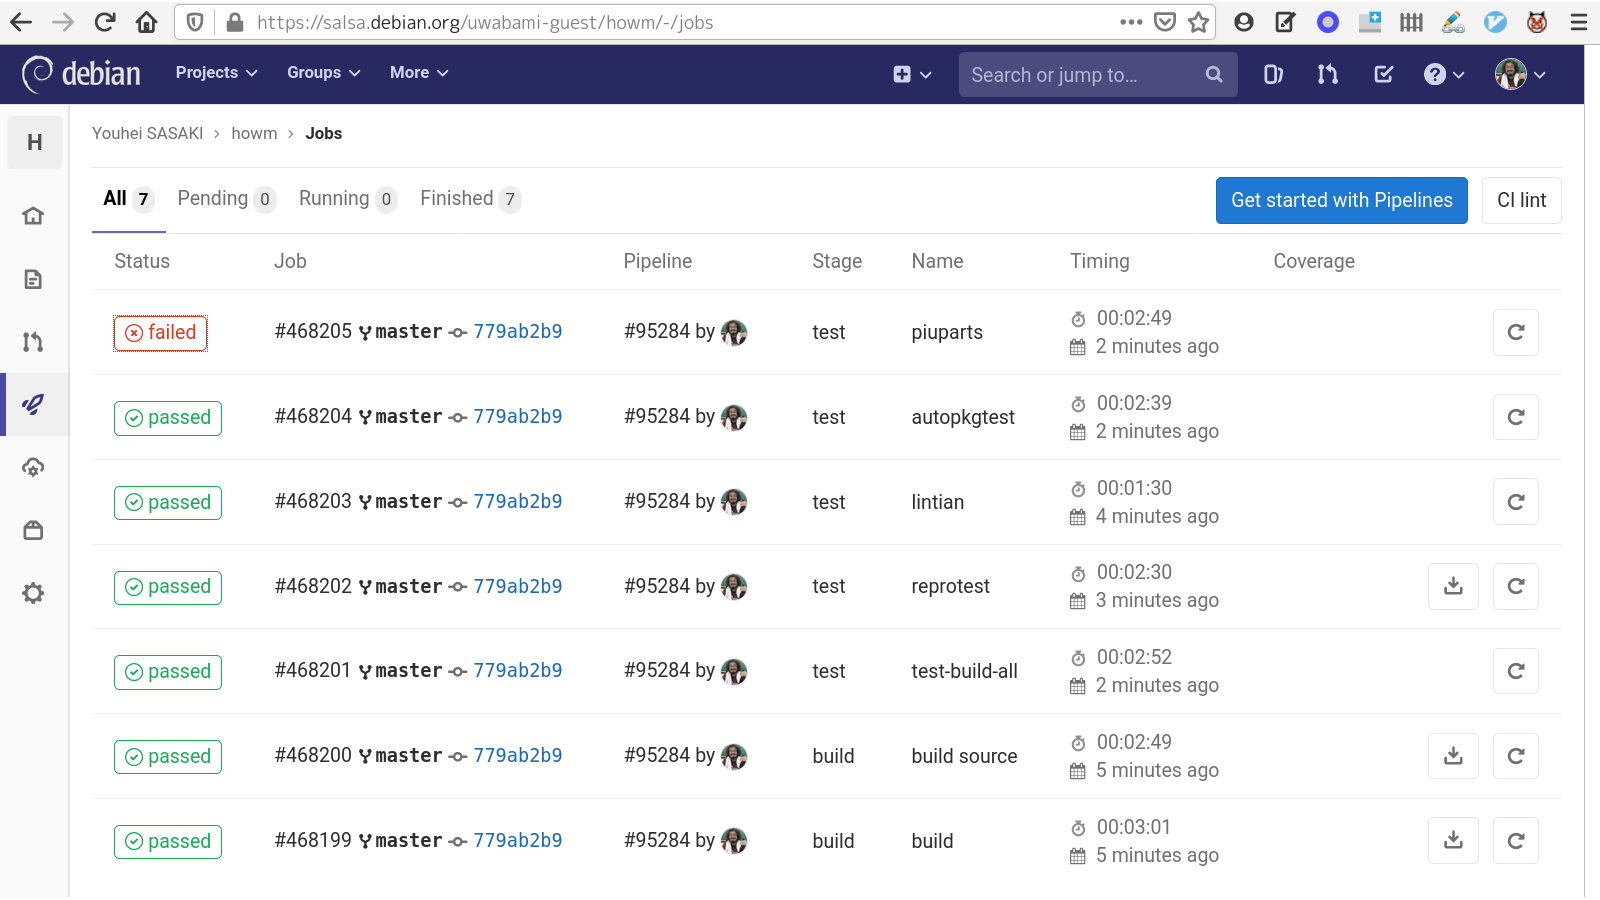 https://salsa.debian.org/uwabami-guest/howm/-/jobs
debian Projects Groups More Search or jump to...
H Youhei SASAKI › howm › Jobs
All 7 Pending 0 Running 0 Finished 7 Get started with Pipelines CI lint
Status Job Pipeline Stage Name Timing Coverage
failed #468205 master 779ab2b9 #95284 by test piuparts 00:02:49
2 minutes ago
passed #468204 master 779ab2b9 #95284 by test autopkgtest 00:02:39
2 minutes ago
passed #468203 master 779ab2b9 #95284 by test lintian 00:01:30
4 minutes ago
passed #468202 master 779ab2b9 #95284 by test reprotest 00:02:30
3 minutes ago
passed #468201 master 779ab2b9 #95284 by test test-build-all 00:02:52
2 minutes ago
passed #468200 master 779ab2b9 #95284 by build build source 00:02:49
5 minutes ago
passed #468199 master 779ab2b9 #95284 by build build 00:03:01
5 minutes ago